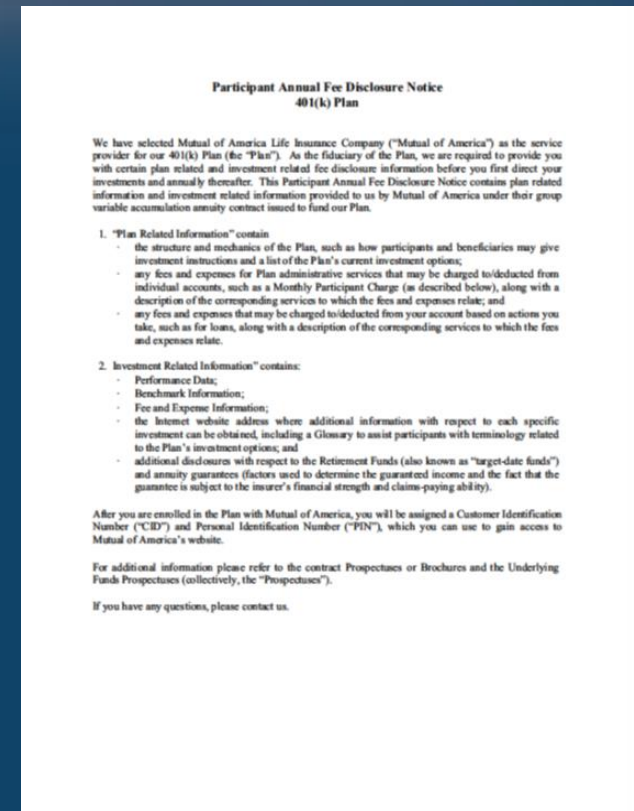 Participant Annual Fee Disclosure Notice
401(k) Plan
We have selected Mutual of America Life Insurance Company ("Mutual of America") as the service
provider for our 401(k) Plan (the "Plan"). As the fiduciary of the Plan, we are required to provide you
with certain plan related and investment related fee disclosure information before you first direct your
investments and annually thereafter. This Participant Annual Fee Disclosure Notice contains plan related
information and investment related information provided to us by Mutual of America under their group
variable accumulation annuity contract issued to fund our Plan.
1. "Plan Related Information" contain
· the structure and mechanics of the Plan, such as how participants and beneficiaries may give
investment instructions and a list of the Plan's current investment options;
· any fees and expenses for Plan administrative services that may be charged to/deducted from
individual accounts, such as a Monthly Participant Charge (as described below), along with a
description of the corresponding services to which the fees and expenses relate; and
· any fees and expenses that may be charged to/deducted from your account based on actions you
take, such as for loans, along with a description of the corresponding services to which the fees
and expenses relate.
2. Investment Related Information" contains:
· Performance Data;
· Benchmark Information;
· Fee and Expense Information;
· the Internet website address where additional information with respect to each specific
investment can be obtained, including a Glossary to assist participants with terminology related
to the Plan's investment options; and
· additional disclosures with respect to the Retirement Funds (also known as "target-date funds")
and annuity guarantees (factors used to determine the guaranteed income and the fact that the
guarantee is subject to the insurer's financial strength and claims-paying ability).
After you are enrolled in the Plan with Mutual of America, you will be assigned a Customer Identification
Number ("CID") and Personal Identification Number ("PIN"), which you can use to gain access to
Mutual of America's website.
For additional information please refer to the contract Prospectuses or Brochures and the Underlying
Funds Prospectuses (collectively, the "Prospectuses").
If you have any questions, please contact us.